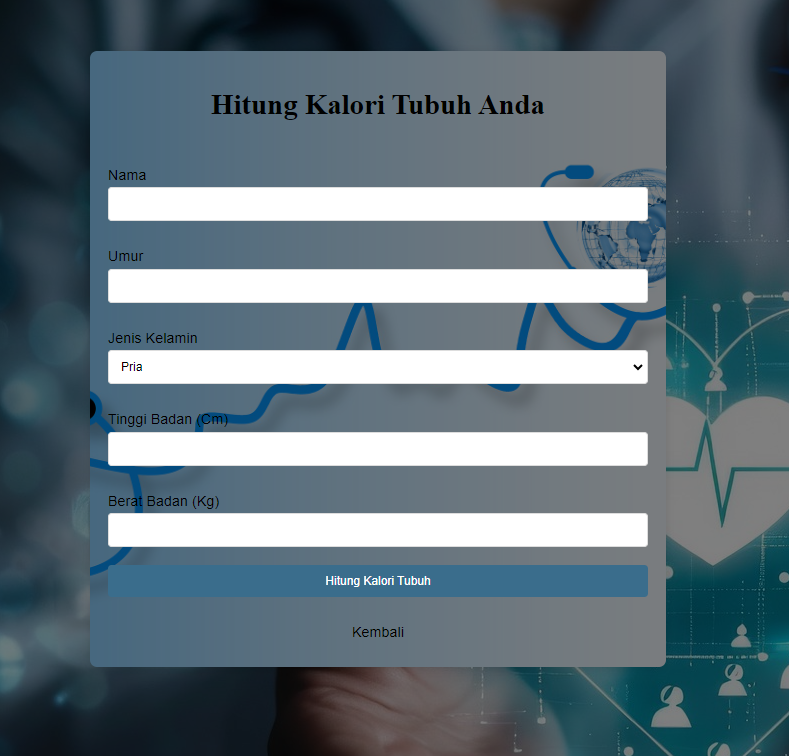 Hitung Kalori Tubuh Anda
Nama
Umur
Jenis Kelamin
Pria
Tinggi Badan (Cm)
Berat Badan (Kg)
Hitung Kalori Tubuh
Kembali